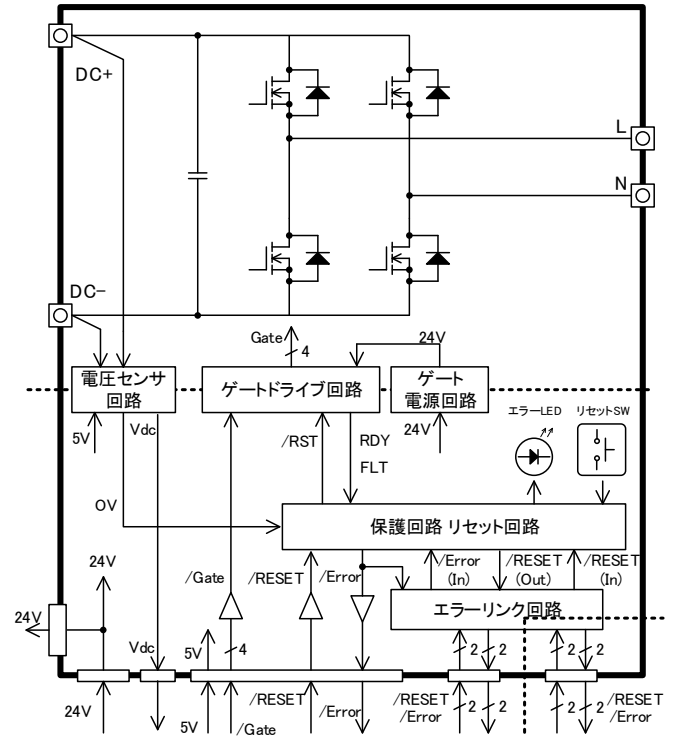 DC+
L
N
DC−
Gate
4
24V
電圧センサ
回路
ゲートドライブ回路
ゲート
電源回路
5V
Vdc
/RST
RDY
FLT
24V
エラーLED
リセットSW
OV
保護回路 リセット回路
24V
/Gate
/RESET
/Error
/Error
(In)
/RESET
(Out)
/RESET
(In)
エラーリンク回路
24V
Vdc
5V
4
2
2
2
2
24V
5V
/Gate
/RESET
/Error
/RESET
/Error
2
2
2
2
/RESET
/Error